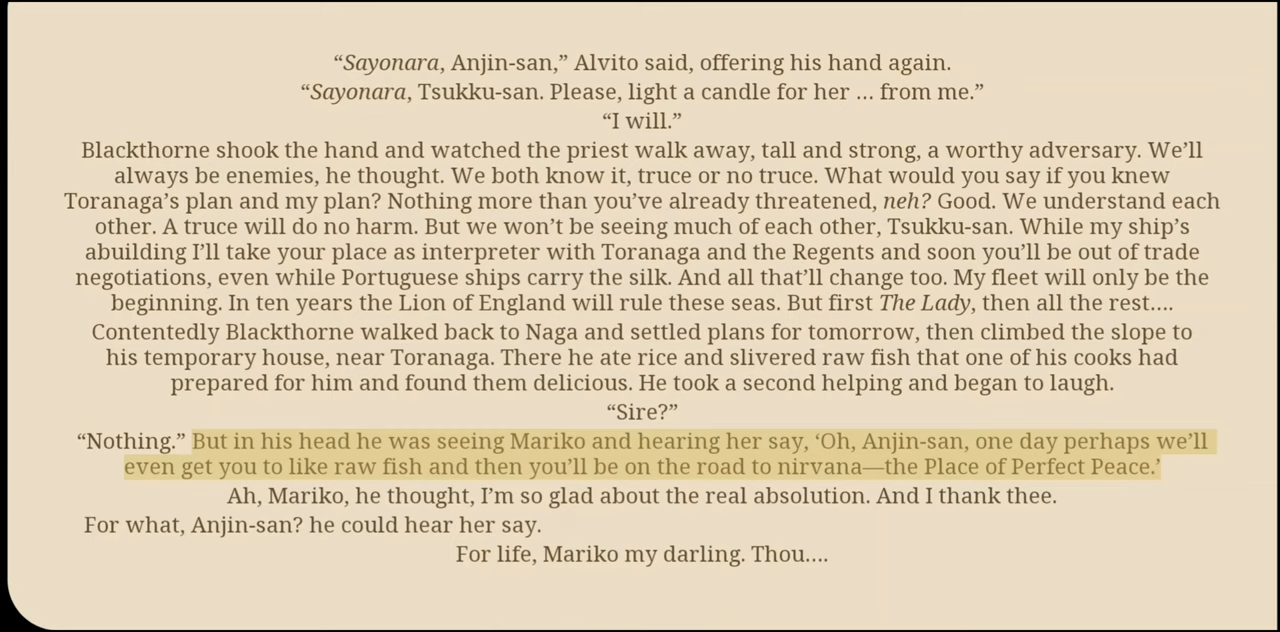 “Sayonara, Anjin-san,” Alvito said, offering his hand again.
“Sayonara, Tsukku-san. Please, light a candle for her … from me.”
“I will.”
Blackthorne shook the hand and watched the priest walk away, tall and strong, a worthy adversary. We’ll
always be enemies, he thought. We both know it, truce or no truce. What would you say if you knew
Toranaga’s plan and my plan? Nothing more than you’ve already threatened, neh? Good. We understand each
other. A truce will do no harm. But we won’t be seeing much of each other, Tsukku-san. While my ship’s
abuilding I’ll take your place as interpreter with Toranaga and the Regents and soon you’ll be out of trade
negotiations, even while Portuguese ships carry the silk. And all that’ll change too. My fleet will only be the
beginning. In ten years the Lion of England will rule these seas. But first The Lady, then all the rest….
Contentedly Blackthorne walked back to Naga and settled plans for tomorrow, then climbed the slope to
his temporary house, near Toranaga. There he ate rice and slivered raw fish that one of his cooks had
prepared for him and found them delicious. He took a second helping and began to laugh.
“Sire?”
“Nothing.” But in his head he was seeing Mariko and hearing her say, ‘Oh, Anjin-san, one day perhaps we’ll
even get you to like raw fish and then you’ll be on the road to nirvana—the Place of Perfect Peace.’
Ah, Mariko, he thought, I’m so glad about the real absolution. And I thank thee.
For what, Anjin-san? he could hear her say.
For life, Mariko my darling. Thou….